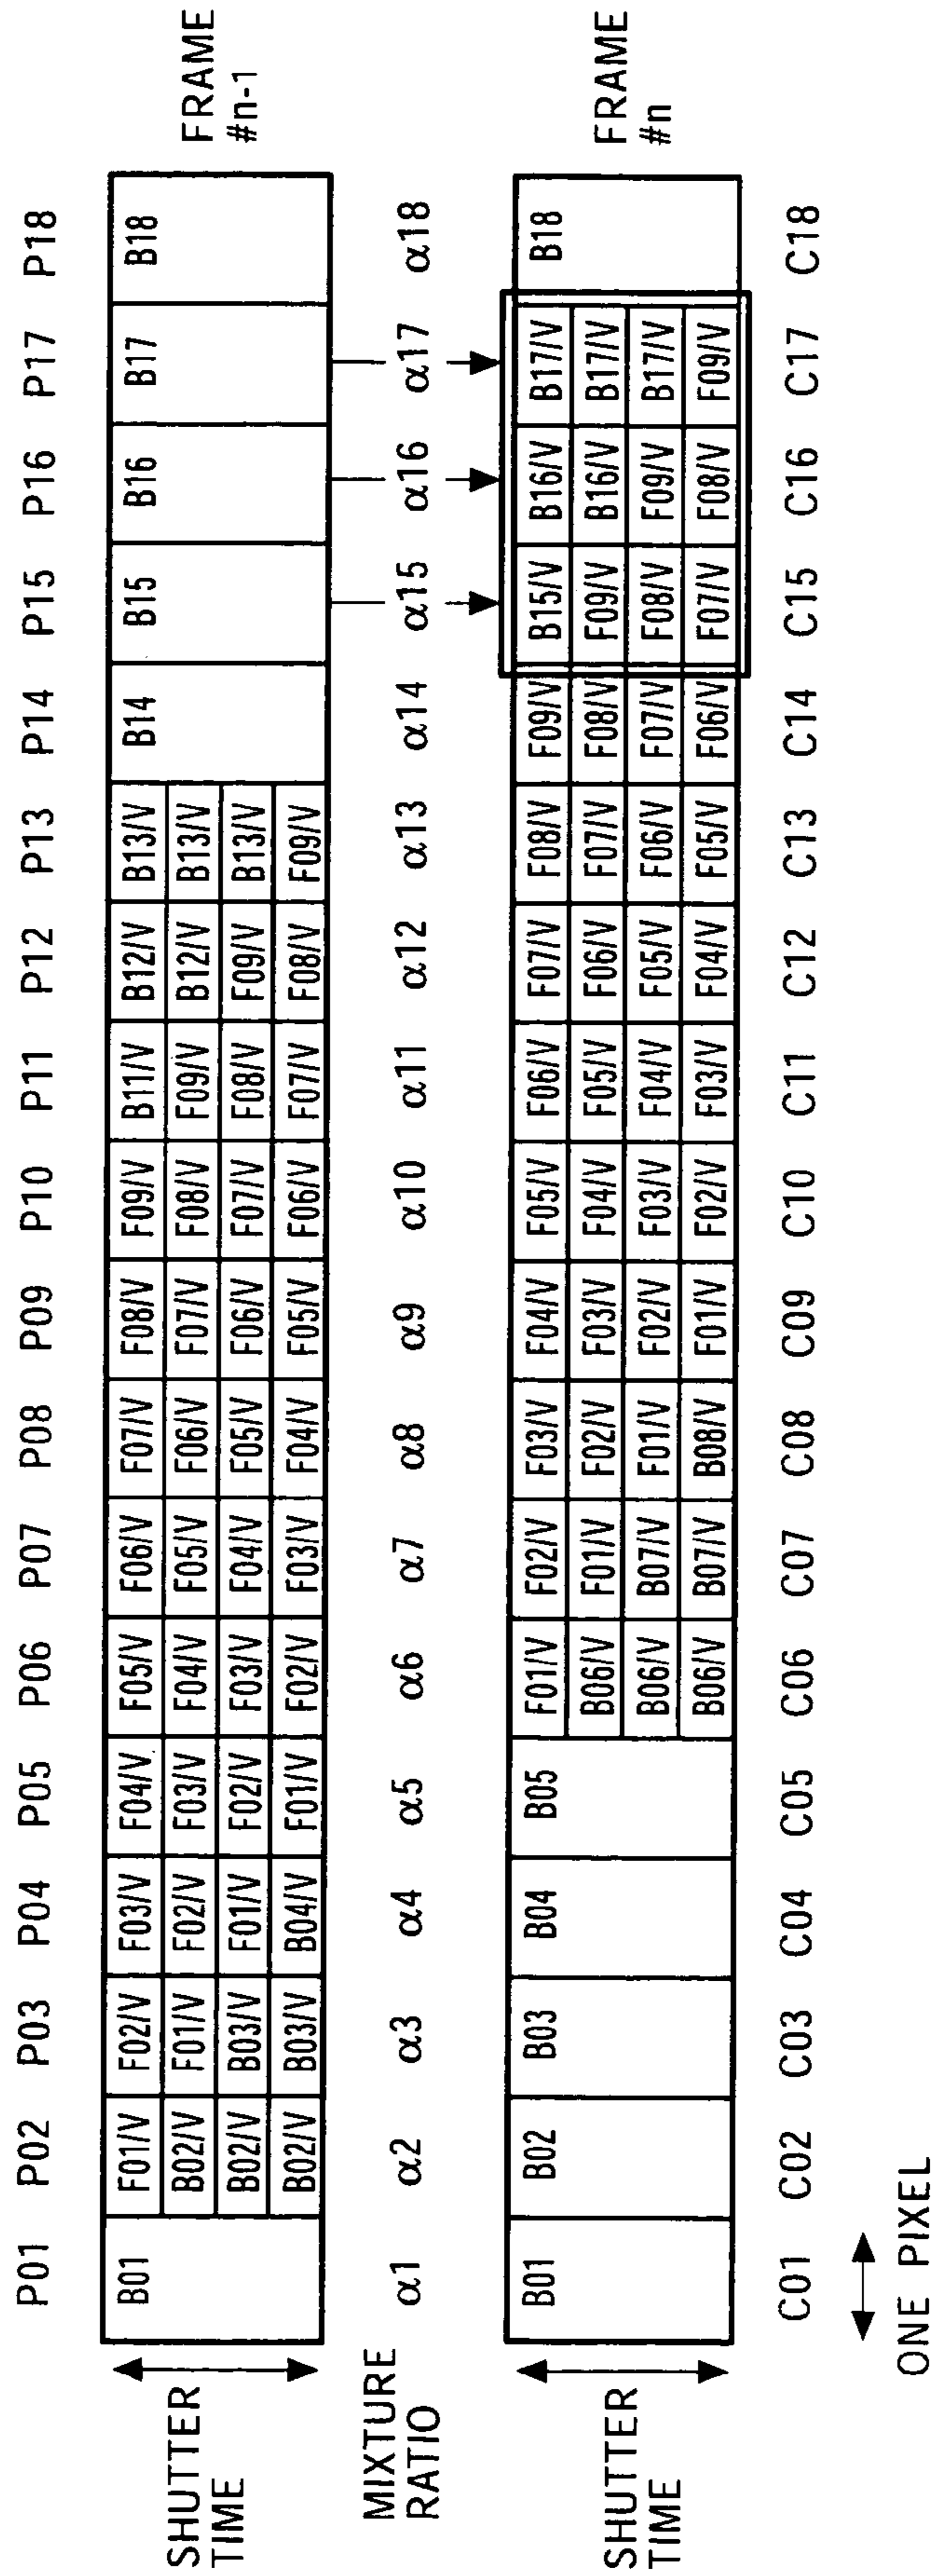 P01 P02 P03 P04 P05 P06 P07 P08 P09 P10 P11 P12 P13 P14 P15 P16 P17 P18
B01 F01/V F02/V F03/V F04/V F05/V F06/V F07/V F08/V F09/V B11/V B12/V B13/V B14 B15 B16 B17 B18
B02/V F01/V F02/V F03/V F04/V F05/V F06/V F07/V F08/V F09/V B12/V B13/V
B02/V B03/V F01/V F02/V F03/V F04/V F05/V F06/V F07/V F08/V F09/V B13/V
B02/V B03/V B04/V F01/V F02/V F03/V F04/V F05/V F06/V F07/V F08/V F09/V
SHUTTER
TIME
FRAME
#n-1
MIXTURE
RATIO
α1 α2 α3 α4 α5 α6 α7 α8 α9 α10 α11 α12 α13 α14 α15 α16 α17 α18
B01 B02 B03 B04 B05 F01/V F02/V F03/V F04/V F05/V F06/V F07/V F08/V F09/V B15/V B16/V B17/V B18
B06/V F01/V F02/V F03/V F04/V F05/V F06/V F07/V F08/V F09/V B16/V B17/V
B06/V B07/V F01/V F02/V F03/V F04/V F05/V F06/V F07/V F08/V F09/V B17/V
B06/V B07/V B08/V F01/V F02/V F03/V F04/V F05/V F06/V F07/V F08/V F09/V
SHUTTER
TIME
FRAME
#n
C01 C02 C03 C04 C05 C06 C07 C08 C09 C10 C11 C12 C13 C14 C15 C16 C17 C18
ONE PIXEL